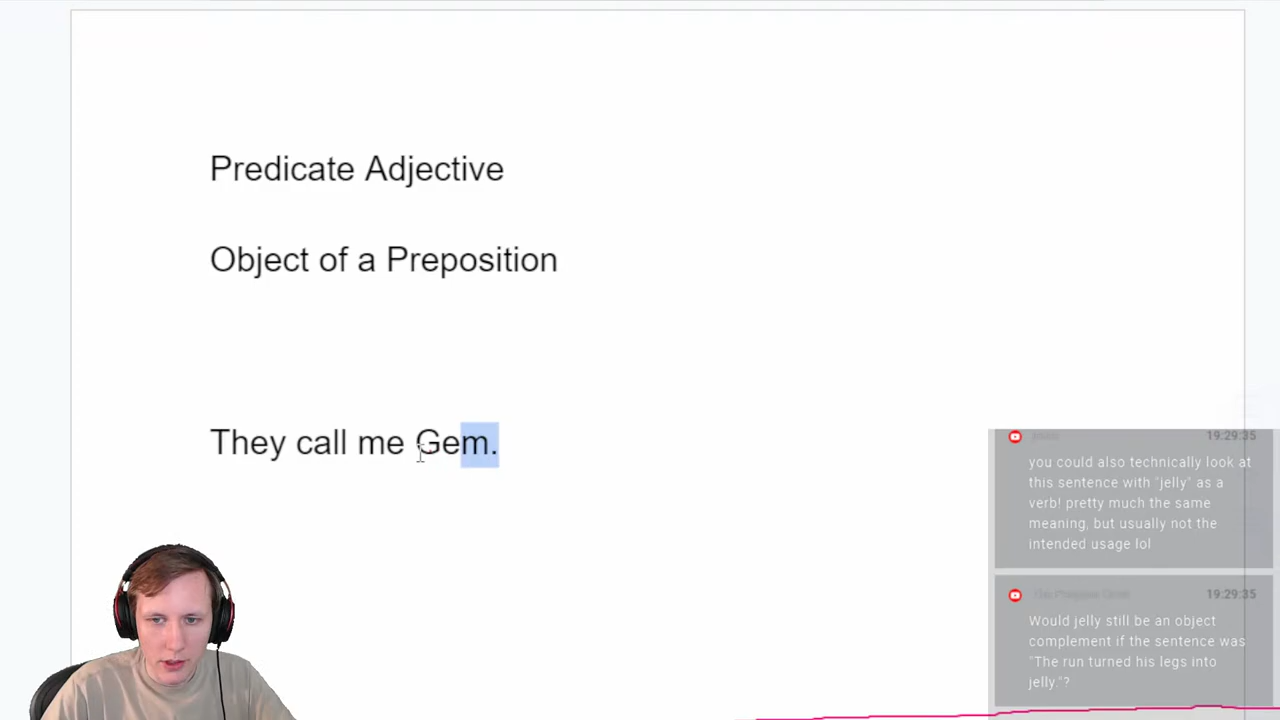 Predicate Adjective
Object of a Preposition
They call me Gem.
19:29:35
you could also technically look at
this sentence with "jelly" as a
verb! pretty much the same
meaning, but usually not the
intended usage lol
19:29:35
Would jelly still be an object
complement if the sentence was
"The run turned his legs into
jelly."?